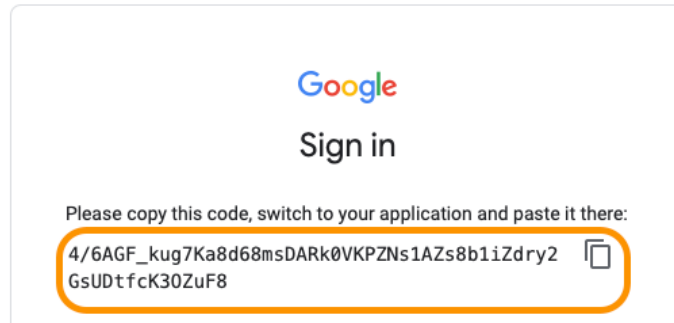 Google
Sign in
Please copy this code, switch to your application and paste it there:
4/6AGF_kug7Ka8d68msDARk0VKPZNs1AZs8b1iZdry2
GsUDtfcK3OZuF8